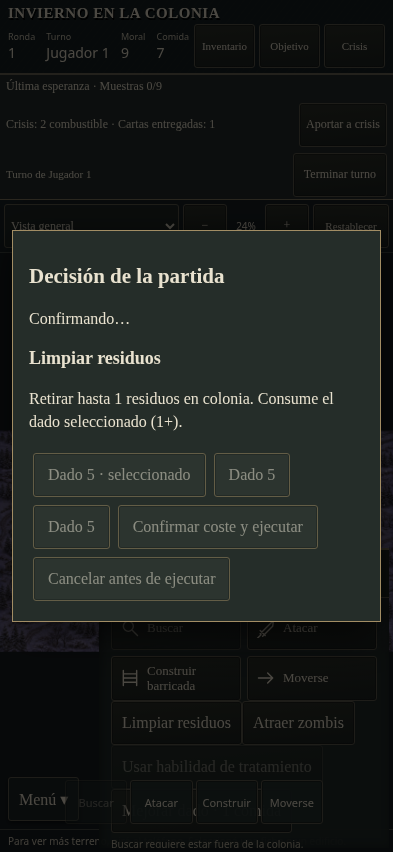 INVIERNO EN LA COLONIA
Ronda Turno Moral Comida
1 Jugador 1 9 7
Inventario Objetivo Crisis
Última esperanza · Muestras 0/9
Crisis: 2 combustible · Cartas entregadas: 1
Aportar a crisis
Turno de Jugador 1
Terminar turno
Vista general
− 24% + Restablecer
Decisión de la partida
Confirmando…
Limpiar residuos
Retirar hasta 1 residuos en colonia. Consume el
dado seleccionado (1+).
Dado 5 · seleccionado
Dado 5
Dado 5
Confirmar coste y ejecutar
Cancelar antes de ejecutar
Buscar
Atacar
Construir
barricada
Moverse
Limpiar residuos
Atraer zombis
Usar habilidad de tratamiento
Menú ▾
Buscar
Atacar
Construir
Moverse
Para ver más terrer
Buscar requiere estar fuera de la colonia.